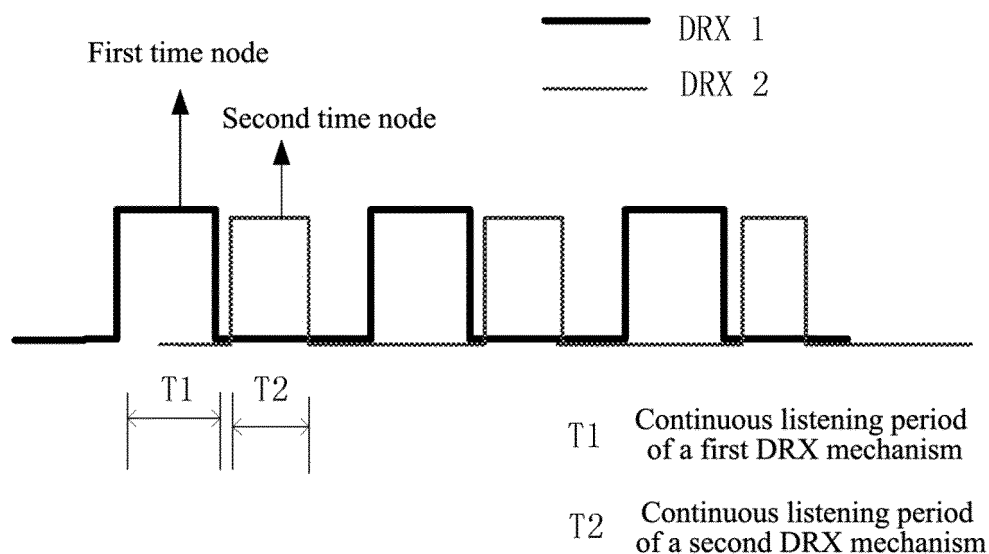 DRX 1
First time node
DRX 2
Second time node
T1
T2
T1
Continuous listening period
of a first DRX mechanism
T2
Continuous listening period
of a second DRX mechanism